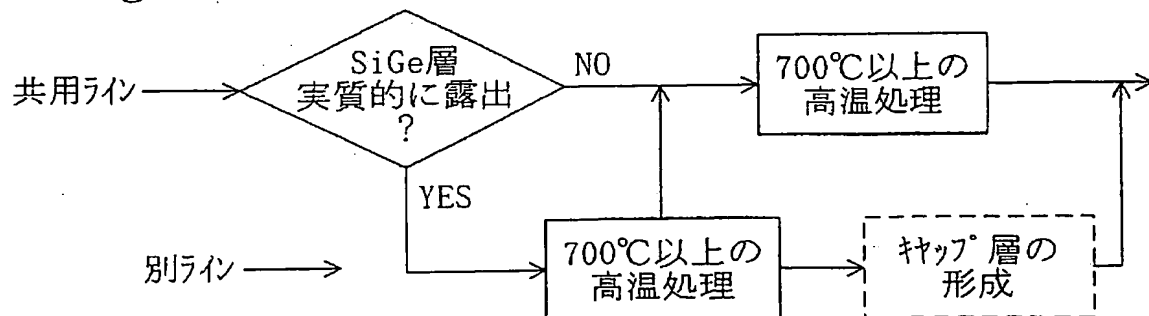 共用ライン
SiGe層
実質的に露出
?
NO
700℃以上の
高温処理
YES
別ライン
700℃以上の
高温処理
ｷｬｯﾌﾟ層の
形成